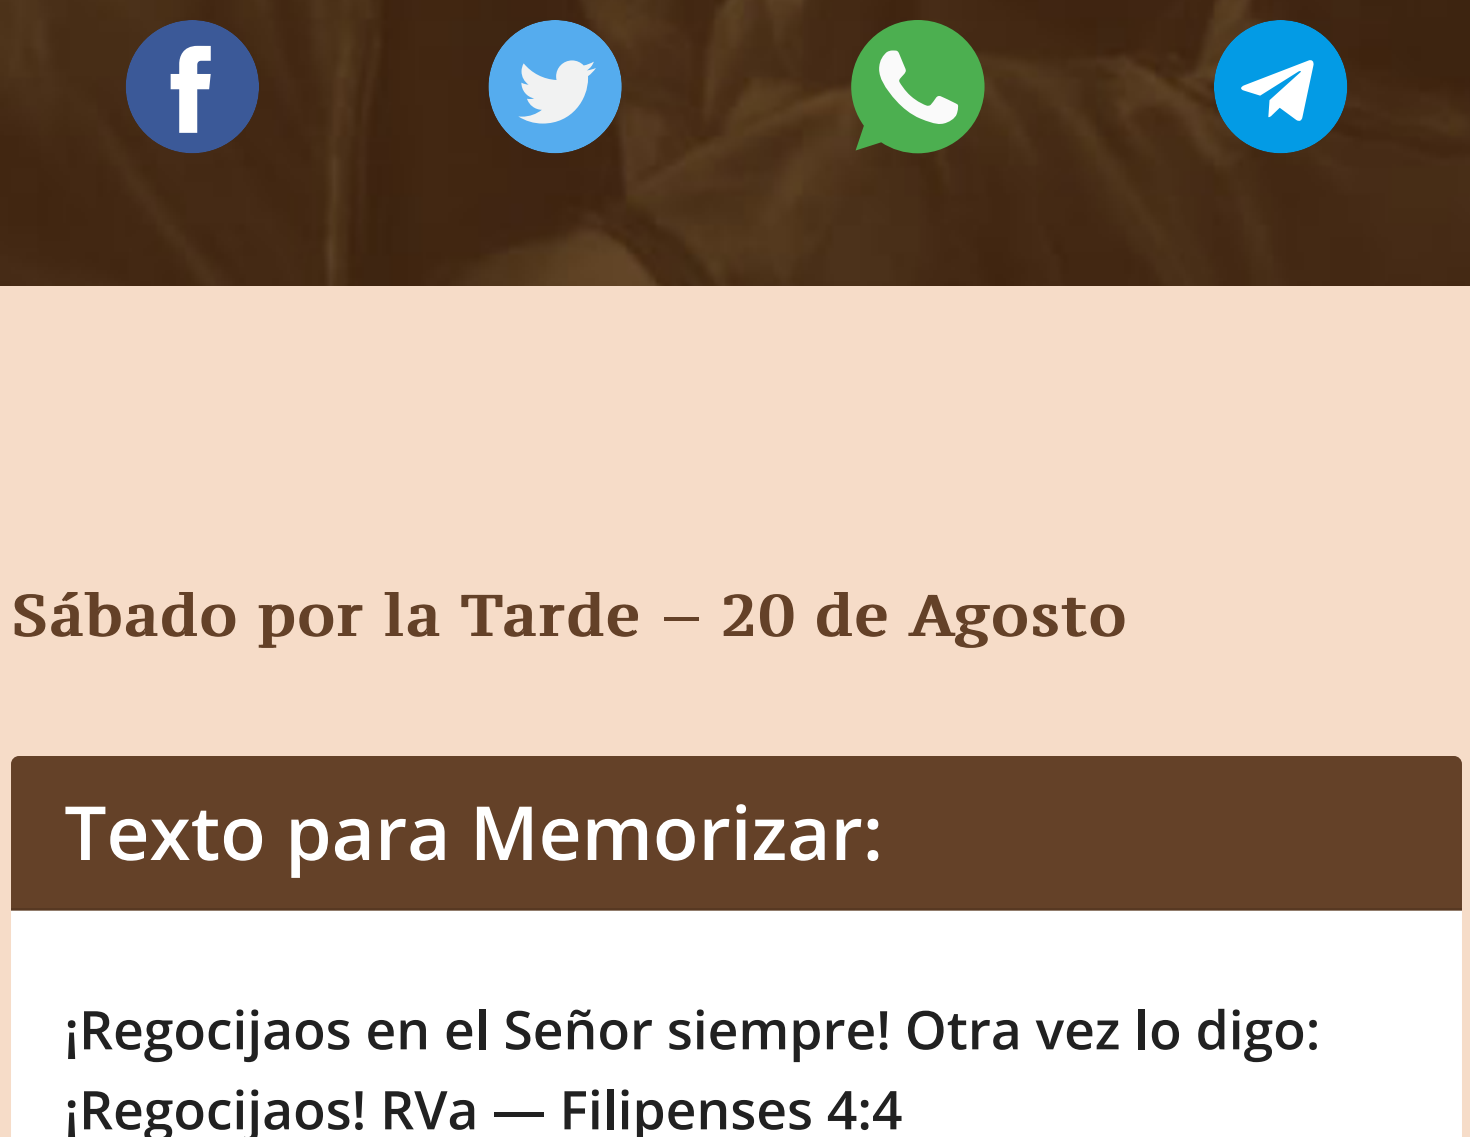 Sábado por la Tarde – 20 de Agosto
Texto para Memorizar:
¡Regocijaos en el Señor siempre! Otra vez lo digo:
¡Regocijaos! RVa — Filipenses 4:4